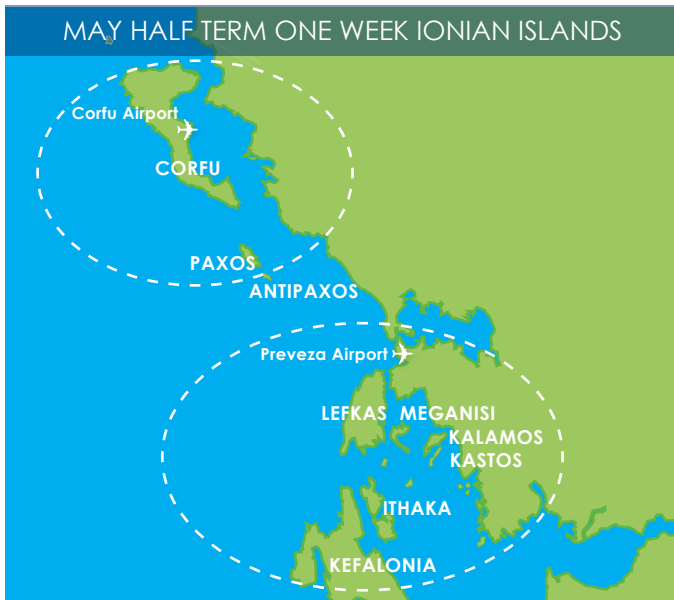 MAY HALF TERM ONE WEEK IONIAN ISLANDS
Corfu Airport
CORFU
PAXOS
ANTIPAXOS
Preveza Airport
LEFKAS
MEGANISI
KALAMOS
KASTOS
ITHAKA
KEFALONIA